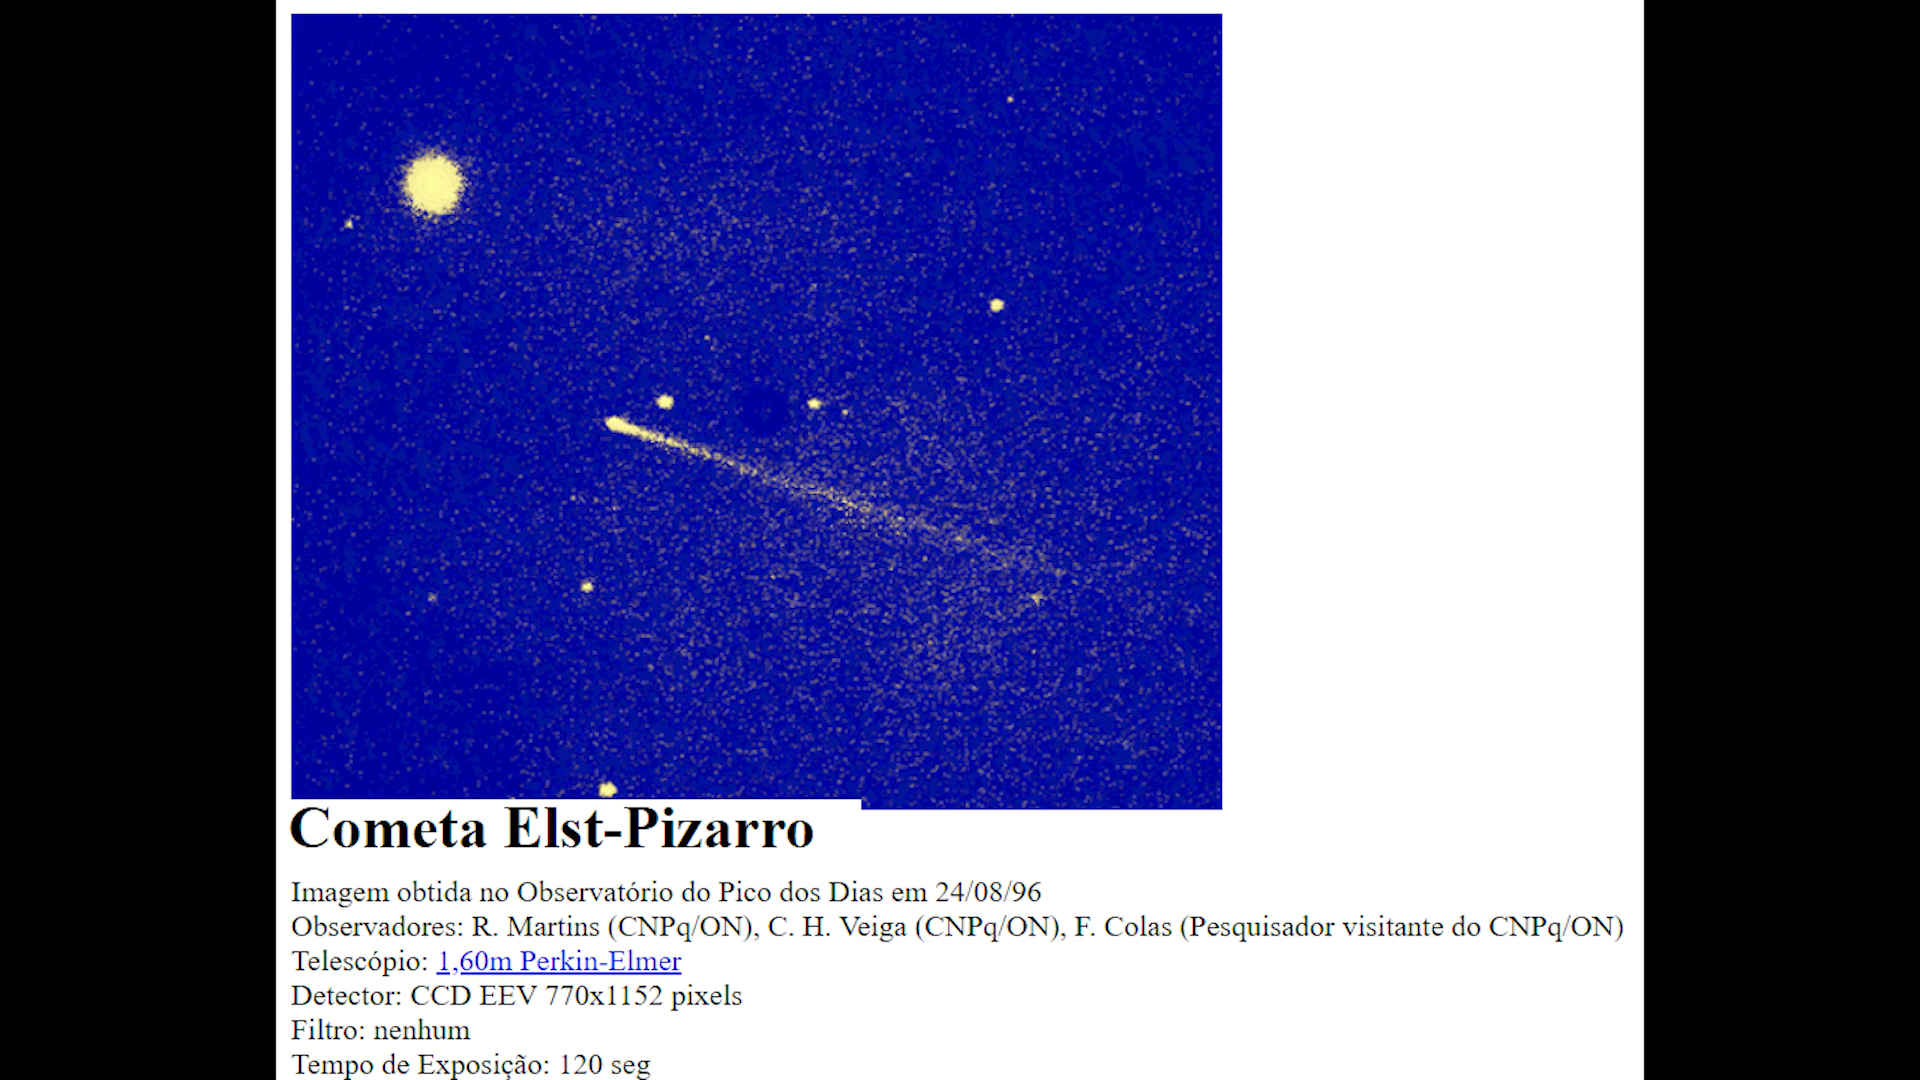 Cometa Elst-Pizarro
Imagem obtida no Observatório do Pico dos Dias em 24/08/96
Observadores: R. Martins (CNPq/ON), C. H. Veiga (CNPq/ON), F. Colas (Pesquisador visitante do CNPq/ON)
Telescópio: 1,60m Perkin-Elmer
Detector: CCD EEV 770x1152 pixels
Filtro: nenhum
Tempo de Exposição: 120 seg